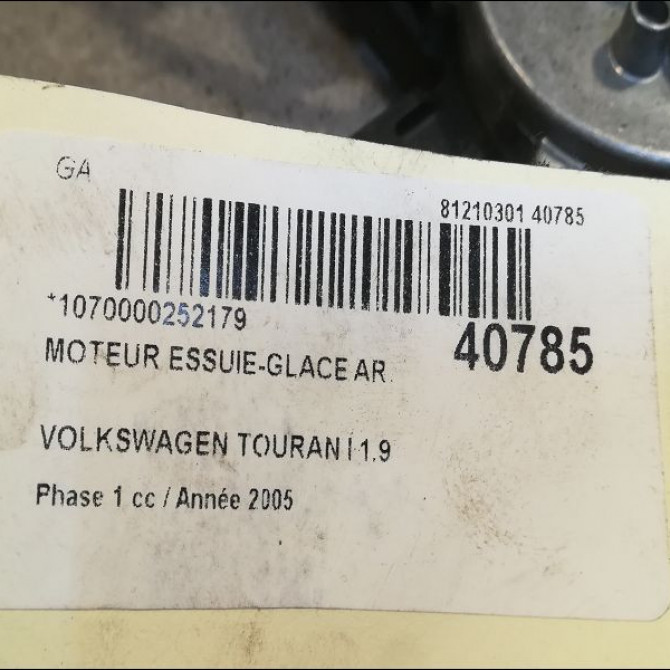 GA
81210301 40785
*1070000252179
40785
MOTEUR ESSUIE-GLACE AR.
VOLKSWAGEN TOURAN I 1.9
Phase 1 cc / Année 2005